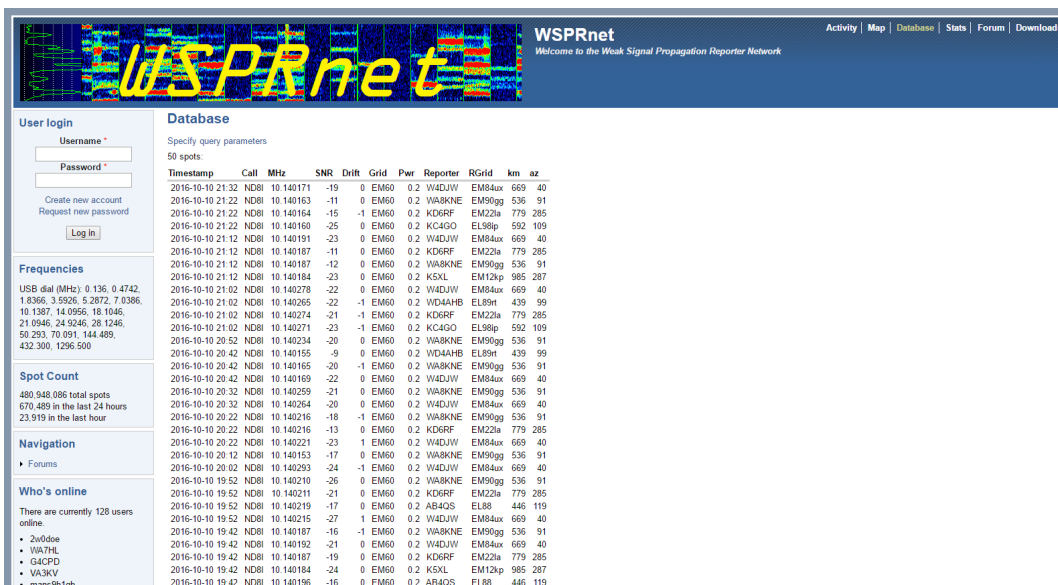 WSPRnet
WSPRnet
Welcome to the Weak Signal Propagation Reporter Network
Activity | Map | Database | Stats | Forum | Download
User login
Username *
Password *
Create new account
Request new password
Log in
Frequencies
USB dial (MHz): 0.136, 0.4742,
1.8366, 3.5926, 5.2872, 7.0386,
10.1387, 14.0956, 18.1046,
21.0946, 24.9246, 28.1246,
50.293, 70.091, 144.489,
432.300, 1296.500
Spot Count
480,948,086 total spots
670,489 in the last 24 hours
23,919 in the last hour
Navigation
Forums
Who's online
There are currently 128 users
online.
2w0doe
WA7HL
G4CPD
VA3KV
Database
Specify query parameters
50 spots:
Timestamp Call MHz SNR Drift Grid Pwr Reporter RGrid km az
2016-10-10 21:32 ND8I 10.140171 -19 0 EM60 0.2 W4DJW EM84ux 669 40
2016-10-10 21:22 ND8I 10.140163 -11 0 EM60 0.2 WA8KNE EM90gg 536 91
2016-10-10 21:22 ND8I 10.140164 -15 -1 EM60 0.2 KD6RF EM22la 779 285
2016-10-10 21:22 ND8I 10.140160 -25 0 EM60 0.2 KC4GO EL98ip 592 109
2016-10-10 21:12 ND8I 10.140191 -23 0 EM60 0.2 W4DJW EM84ux 669 40
2016-10-10 21:12 ND8I 10.140187 -11 0 EM60 0.2 KD6RF EM22la 779 285
2016-10-10 21:12 ND8I 10.140187 -12 0 EM60 0.2 WA8KNE EM90gg 536 91
2016-10-10 21:12 ND8I 10.140184 -23 0 EM60 0.2 K5XL EM12kp 985 287
2016-10-10 21:02 ND8I 10.140278 -22 0 EM60 0.2 W4DJW EM84ux 669 40
2016-10-10 21:02 ND8I 10.140265 -22 -1 EM60 0.2 WD4AHB EL89rt 439 99
2016-10-10 21:02 ND8I 10.140274 -21 -1 EM60 0.2 KD6RF EM22la 779 285
2016-10-10 21:02 ND8I 10.140271 -23 -1 EM60 0.2 KC4GO EL98ip 592 109
2016-10-10 20:52 ND8I 10.140234 -20 0 EM60 0.2 WA8KNE EM90gg 536 91
2016-10-10 20:42 ND8I 10.140155 -9 0 EM60 0.2 WD4AHB EL89rt 439 99
2016-10-10 20:42 ND8I 10.140165 -20 -1 EM60 0.2 WA8KNE EM90gg 536 91
2016-10-10 20:42 ND8I 10.140169 -22 0 EM60 0.2 W4DJW EM84ux 669 40
2016-10-10 20:32 ND8I 10.140259 -21 0 EM60 0.2 WA8KNE EM90gg 536 91
2016-10-10 20:32 ND8I 10.140264 -20 0 EM60 0.2 W4DJW EM84ux 669 40
2016-10-10 20:22 ND8I 10.140216 -18 -1 EM60 0.2 WA8KNE EM90gg 536 91
2016-10-10 20:22 ND8I 10.140216 -13 0 EM60 0.2 KD6RF EM22la 779 285
2016-10-10 20:22 ND8I 10.140221 -23 1 EM60 0.2 W4DJW EM84ux 669 40
2016-10-10 20:12 ND8I 10.140153 -17 0 EM60 0.2 WA8KNE EM90gg 536 91
2016-10-10 20:02 ND8I 10.140293 -24 -1 EM60 0.2 W4DJW EM84ux 669 40
2016-10-10 19:52 ND8I 10.140210 -26 0 EM60 0.2 WA8KNE EM90gg 536 91
2016-10-10 19:52 ND8I 10.140211 -21 0 EM60 0.2 KD6RF EM22la 779 285
2016-10-10 19:52 ND8I 10.140219 -17 0 EM60 0.2 AB4QS EL88 446 119
2016-10-10 19:52 ND8I 10.140215 -27 1 EM60 0.2 W4DJW EM84ux 669 40
2016-10-10 19:42 ND8I 10.140187 -16 -1 EM60 0.2 WA8KNE EM90gg 536 91
2016-10-10 19:42 ND8I 10.140192 -21 0 EM60 0.2 W4DJW EM84ux 669 40
2016-10-10 19:42 ND8I 10.140187 -19 0 EM60 0.2 KD6RF EM22la 779 285
2016-10-10 19:42 ND8I 10.140184 -24 0 EM60 0.2 K5XL EM12kp 985 287
2016-10-10 19:42 ND8I 10.140196 -16 0 EM60 0.2 AB4QS EL88 446 119